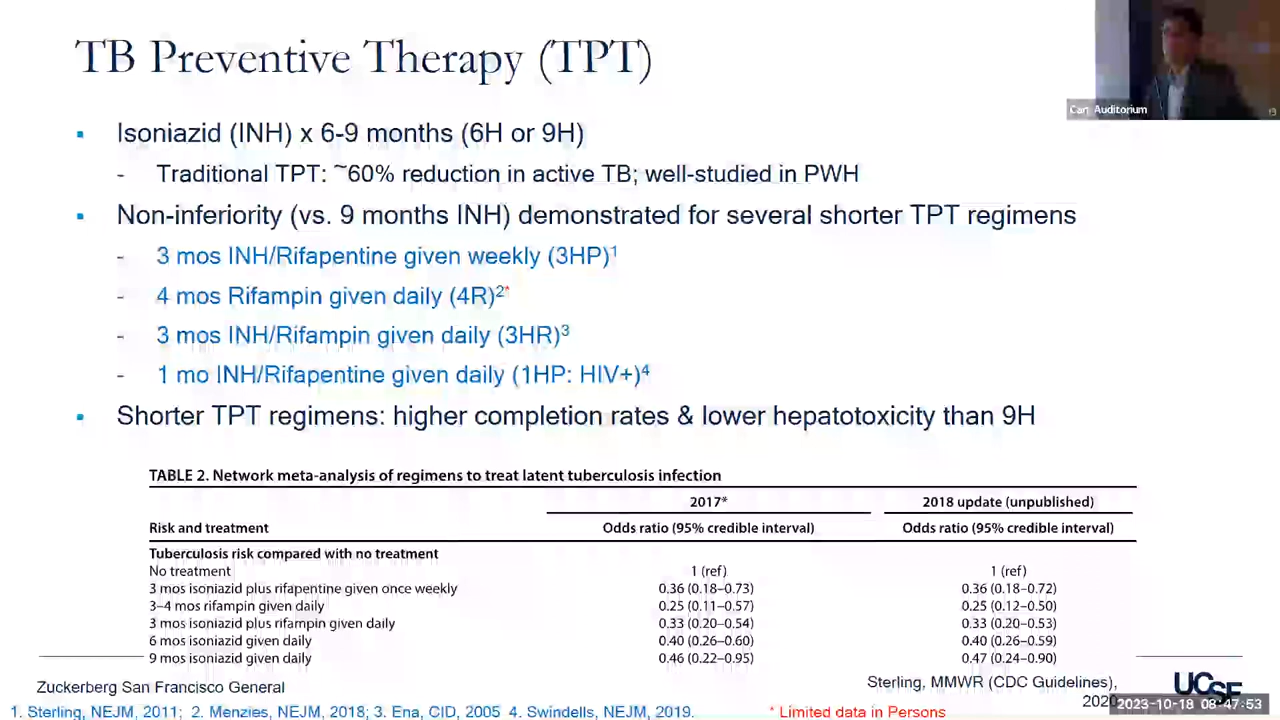 TB Preventive Therapy (TPT)
Auditorium
▪ Isoniazid (INH) x 6-9 months (6H or 9H)
- Traditional TPT: ~60% reduction in active TB; well-studied in PWH
▪ Non-inferiority (vs. 9 months INH) demonstrated for several shorter TPT regimens
- 3 mos INH/Rifapentine given weekly (3HP)¹
- 4 mos Rifampin given daily (4R)²*
- 3 mos INH/Rifampin given daily (3HR)³
- 1 mo INH/Rifapentine given daily (1HP: HIV+)⁴
▪ Shorter TPT regimens: higher completion rates & lower hepatotoxicity than 9H
TABLE 2. Network meta-analysis of regimens to treat latent tuberculosis infection
2017* 2018 update (unpublished)
Risk and treatment Odds ratio (95% credible interval) Odds ratio (95% credible interval)
Tuberculosis risk compared with no treatment
No treatment 1 (ref) 1 (ref)
3 mos isoniazid plus rifapentine given once weekly 0.36 (0.18–0.73) 0.36 (0.18–0.72)
3–4 mos rifampin given daily 0.25 (0.11–0.57) 0.25 (0.12–0.50)
3 mos isoniazid plus rifampin given daily 0.33 (0.20–0.54) 0.33 (0.20–0.53)
6 mos isoniazid given daily 0.40 (0.26–0.60) 0.40 (0.26–0.59)
9 mos isoniazid given daily 0.46 (0.22–0.95) 0.47 (0.24–0.90)
Zuckerberg San Francisco General
Sterling, MMWR (CDC Guidelines),
2020
UCSF
2023-10-18 08:47:53
1. Sterling, NEJM, 2011; 2. Menzies, NEJM, 2018; 3. Ena, CID, 2005 4. Swindells, NEJM, 2019.
* Limited data in Persons